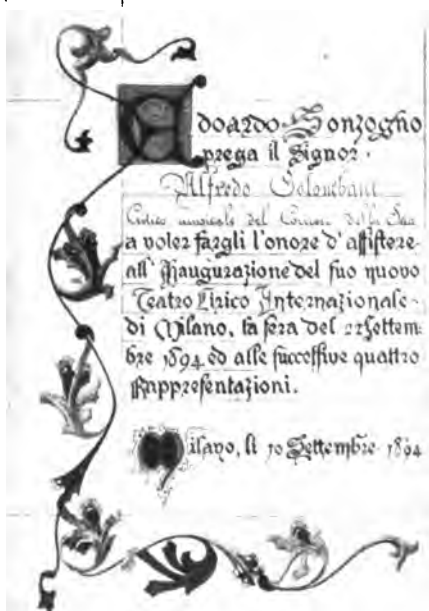 Edoardo Sonzogno
prega il Signor.
Alfredo Colombani
Critico musicale del Corriere della Sera
a voler fargli l'onore d'assistere
all'Inaugurazione del suo nuovo
Teatro Lirico Internazionale
di Milano, la sera del 22 Settem-
bre 1894 ed alle successive quattro
Rappresentazioni.
Milano, li 10 Settembre 1894